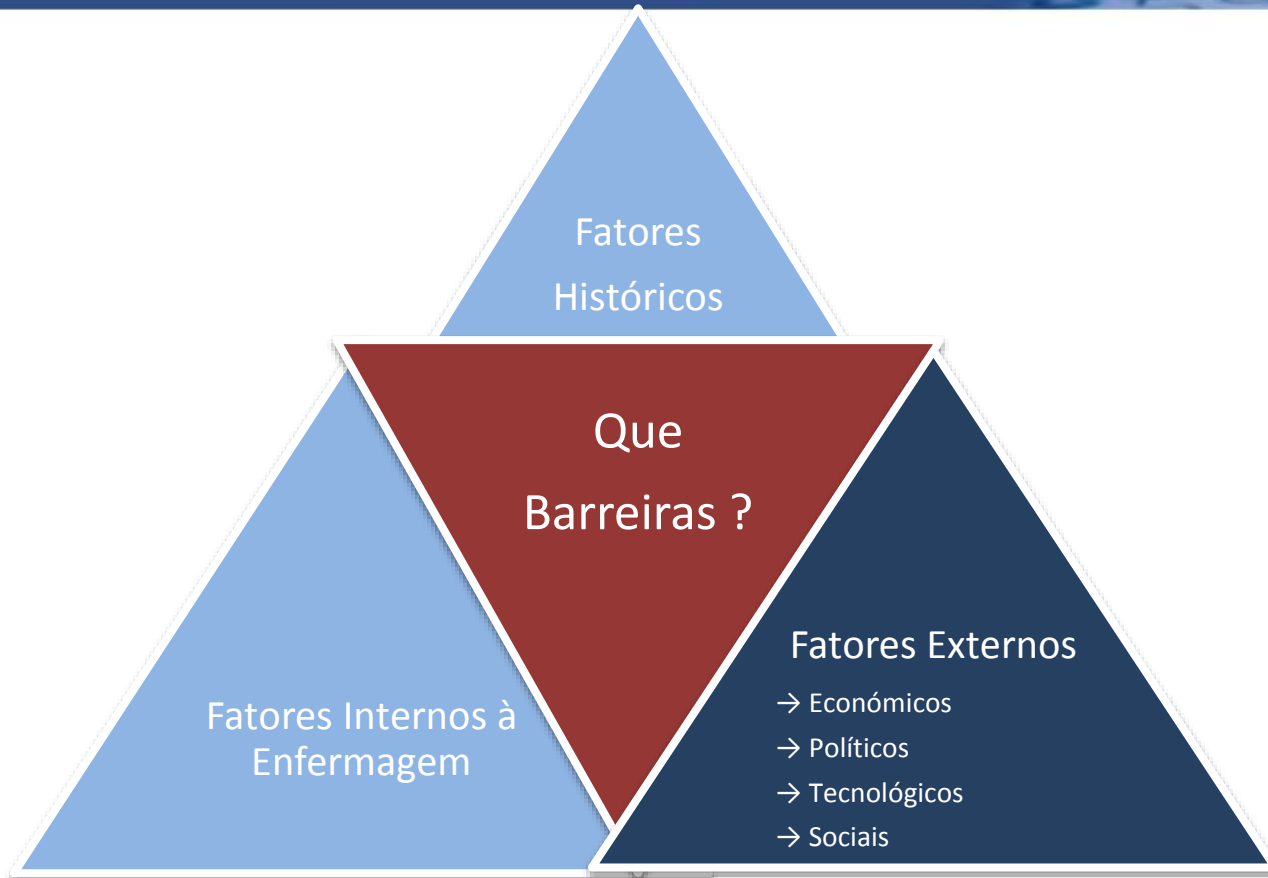 Fatores
Históricos
Que
Barreiras ?
Fatores Internos à
Enfermagem
Fatores Externos
→ Económicos
→ Políticos
→ Tecnológicos
→ Sociais